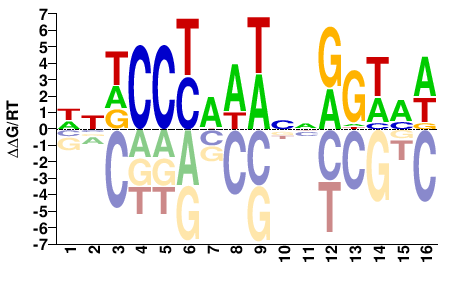 7
6
5
4
3
2
1
0
-1
-2
-3
-4
-5
-6
-7
ΔΔG/RT
T T T C C T A A T C A G G T A A
A A C A T A A A T
G C G C
C A C A A A C C C C C C G T C
G G G G G G T
T T
1 2 3 4 5 6 7 8 9 10 11 12 13 14 15 16